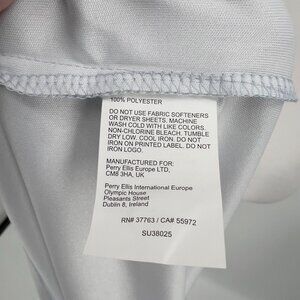 100% POLYESTER
DO NOT USE FABRIC SOFTENERS
OR DRYER SHEETS. MACHINE
WASH COLD WITH LIKE COLORS.
NON-CHLORINE BLEACH. TUMBLE
DRY LOW. COOL IRON. DO NOT
IRON ON PRINTED LABEL. DO NOT
IRON LOGO.
MANUFACTURED FOR:
Perry Ellis Europe LTD,
CM8 3HA, UK
Perry Ellis International Europe
Olympic House
Pleasants Street
Dublin 8, Ireland
RN# 37763 / CA# 55972
SU38025